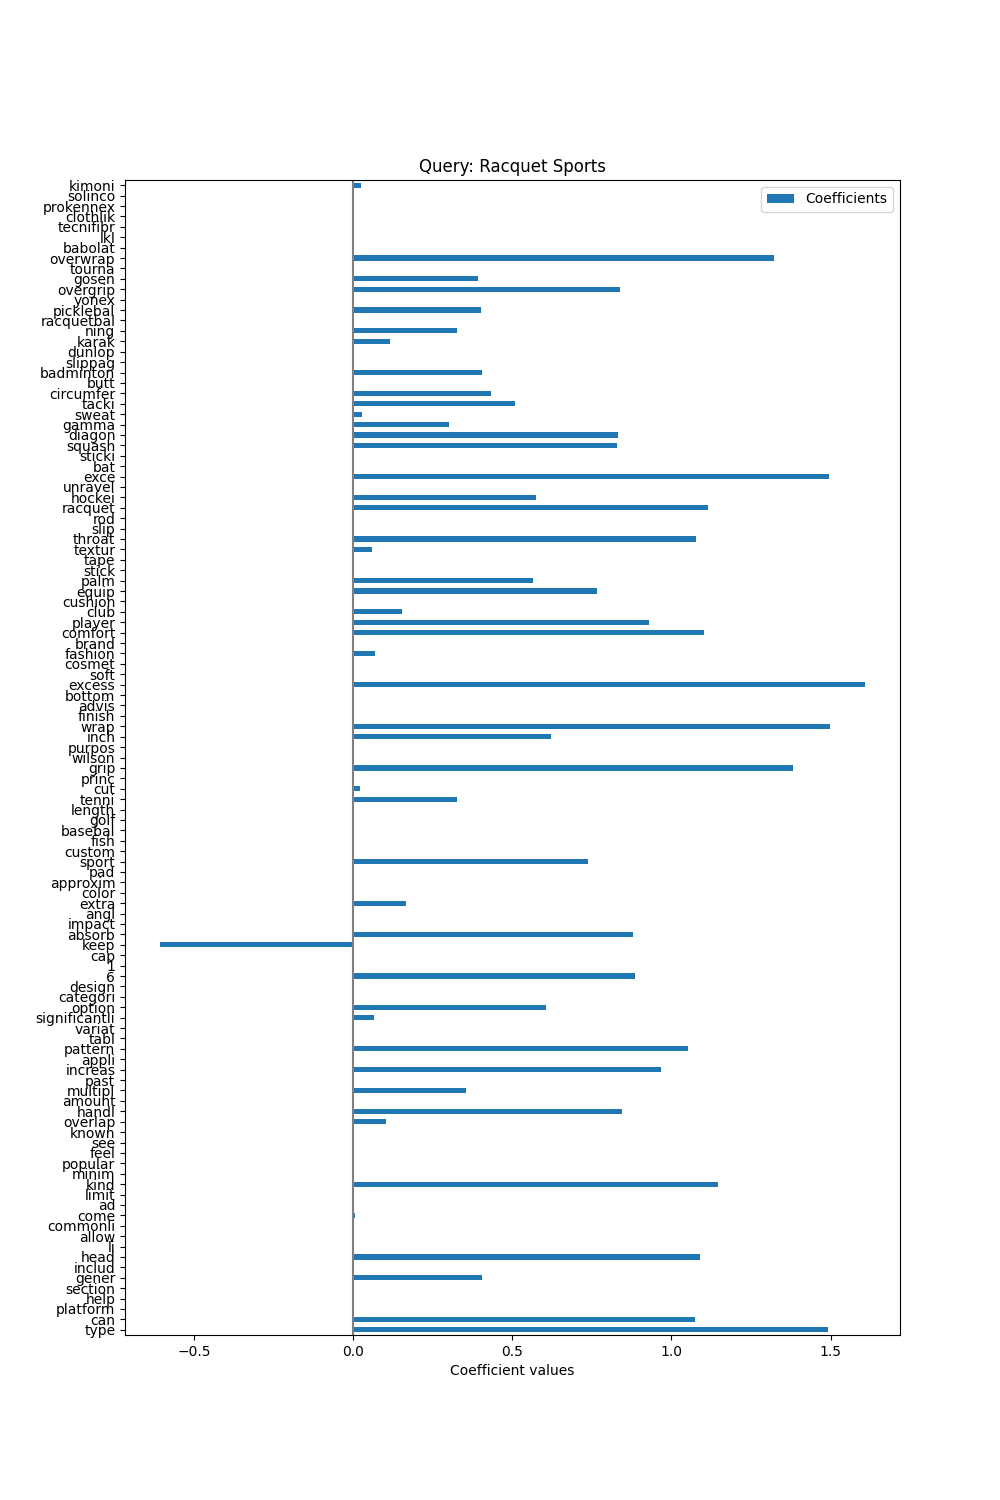 Query: Racquet Sports
Coefficients
kimoni
solinco
prokennex
clothlik
tecnifibr
lkl
babolat
overwrap
tourna
gosen
overgrip
yonex
picklebal
racquetbal
ning
karak
dunlop
slippag
badminton
butt
circumfer
tacki
sweat
gamma
diagon
squash
sticki
bat
exce
unravel
hockei
racquet
rod
slip
throat
textur
tape
stick
palm
equip
cushion
club
player
comfort
brand
fashion
cosmet
soft
excess
bottom
advis
finish
wrap
inch
purpos
wilson
grip
princ
cut
tenni
length
golf
basebal
fish
custom
sport
pad
approxim
color
extra
angl
impact
absorb
keep
cap
1
6
design
categori
option
significantli
variat
tabl
pattern
appli
increas
past
multipl
amount
handl
overlap
known
see
feel
popular
minim
kind
limit
ad
come
commonli
allow
li
head
includ
gener
section
help
platform
can
type
−0.5 0.0 0.5 1.0 1.5
Coefficient values